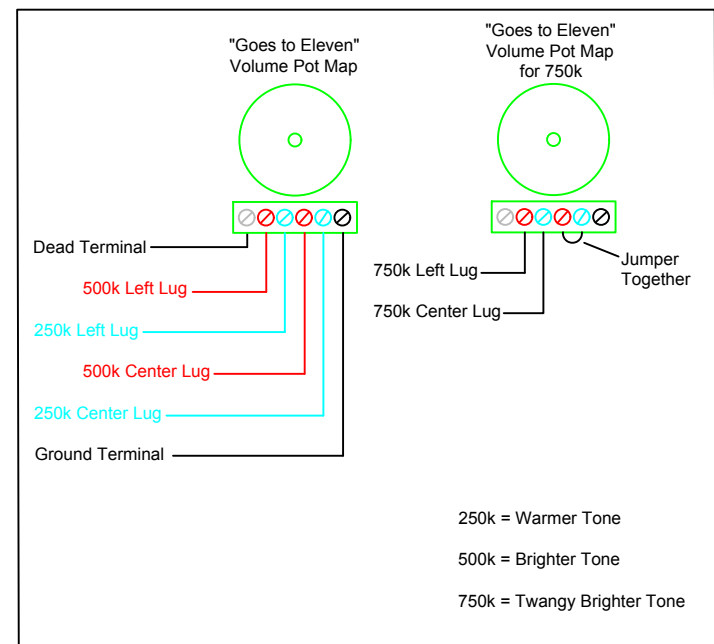 "Goes to Eleven"
Volume Pot Map
Dead Terminal
500k Left Lug
250k Left Lug
500k Center Lug
250k Center Lug
Ground Terminal
"Goes to Eleven"
Volume Pot Map
for 750k
750k Left Lug
750k Center Lug
Jumper
Together
250k = Warmer Tone
500k = Brighter Tone
750k = Twangy Brighter Tone